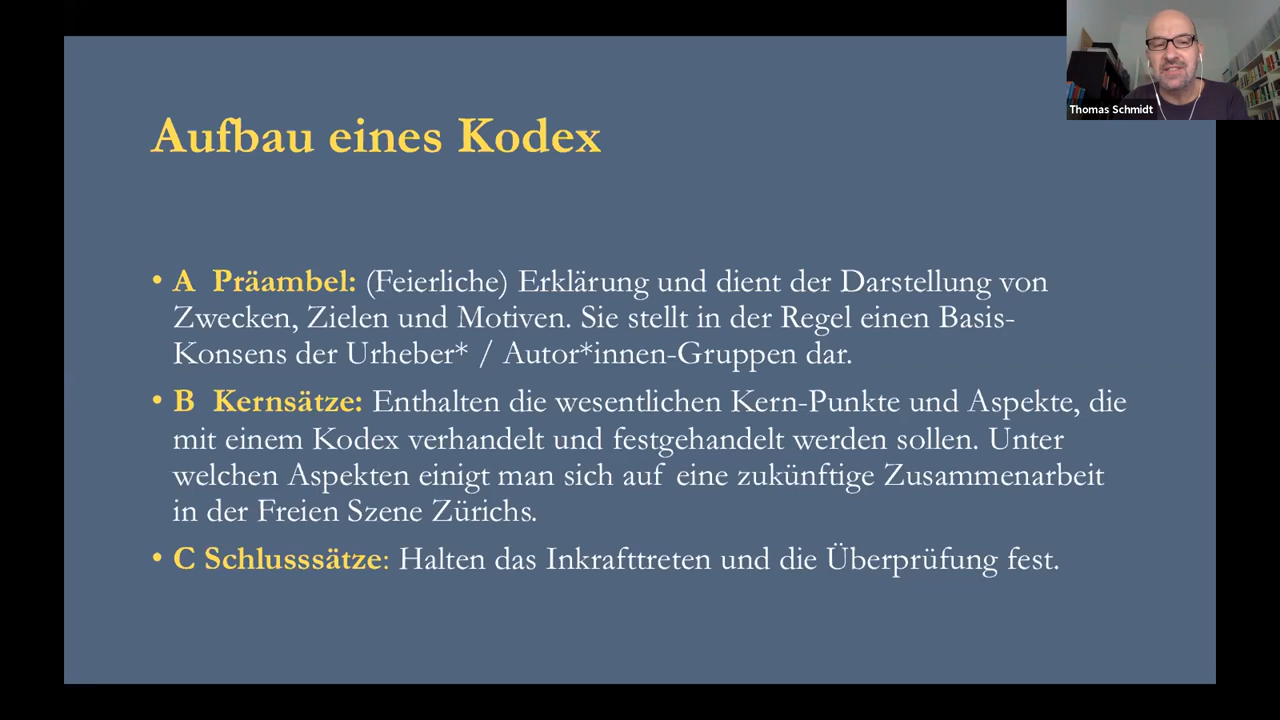 Aufbau eines Kodex
Thomas Schmidt
• A Präambel: (Feierliche) Erklärung und dient der Darstellung von
Zwecken, Zielen und Motiven. Sie stellt in der Regel einen Basis-
Konsens der Urheber* / Autor*innen-Gruppen dar.
• B Kernsätze: Enthalten die wesentlichen Kern-Punkte und Aspekte, die
mit einem Kodex verhandelt und festgehandelt werden sollen. Unter
welchen Aspekten einigt man sich auf eine zukünftige Zusammenarbeit
in der Freien Szene Zürichs.
• C Schlusssätze: Halten das Inkrafttreten und die Überprüfung fest.